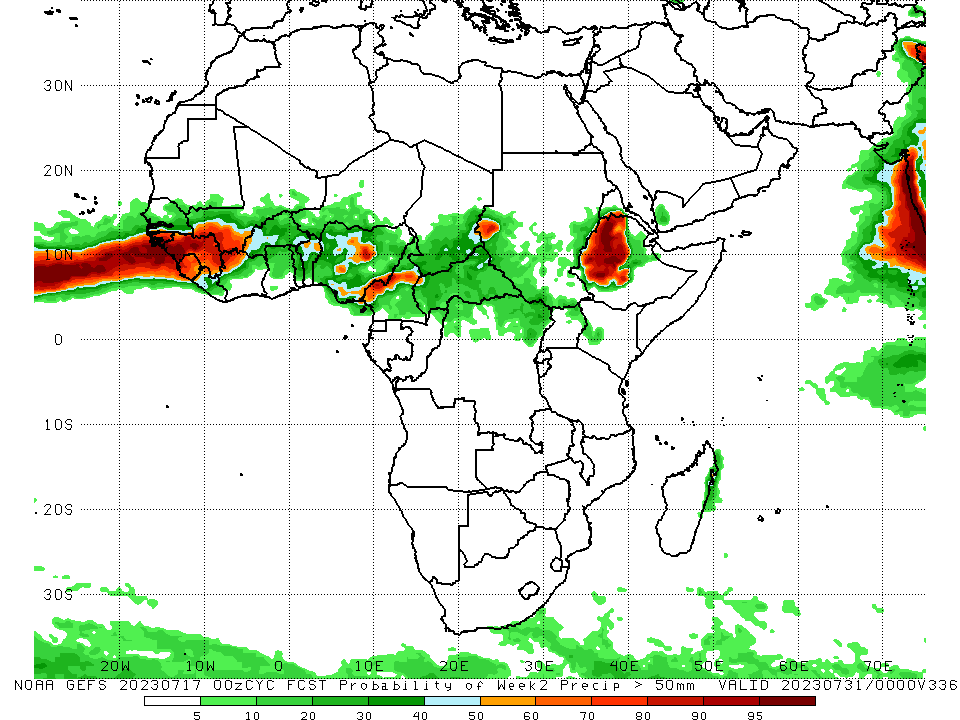 30N
20N
10N
0
10S
20S
30S
20W 10W 0 10E 20E 30E 40E 50E 60E 70E
NOAA GEFS 20230717 00zCYC FCST Probability of Week2 Precip > 50mm VALID 20230731/0000V336
5 10 20 30 40 50 60 70 80 90 95